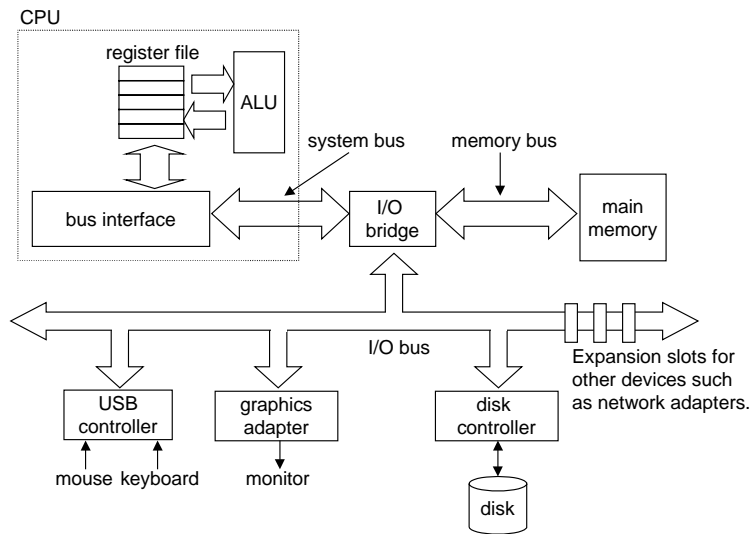 CPU
register file
ALU
system bus
memory bus
bus interface
I/O
bridge
main
memory
I/O bus
Expansion slots for
other devices such
as network adapters.
USB
controller
graphics
adapter
disk
controller
mouse
keyboard
monitor
disk